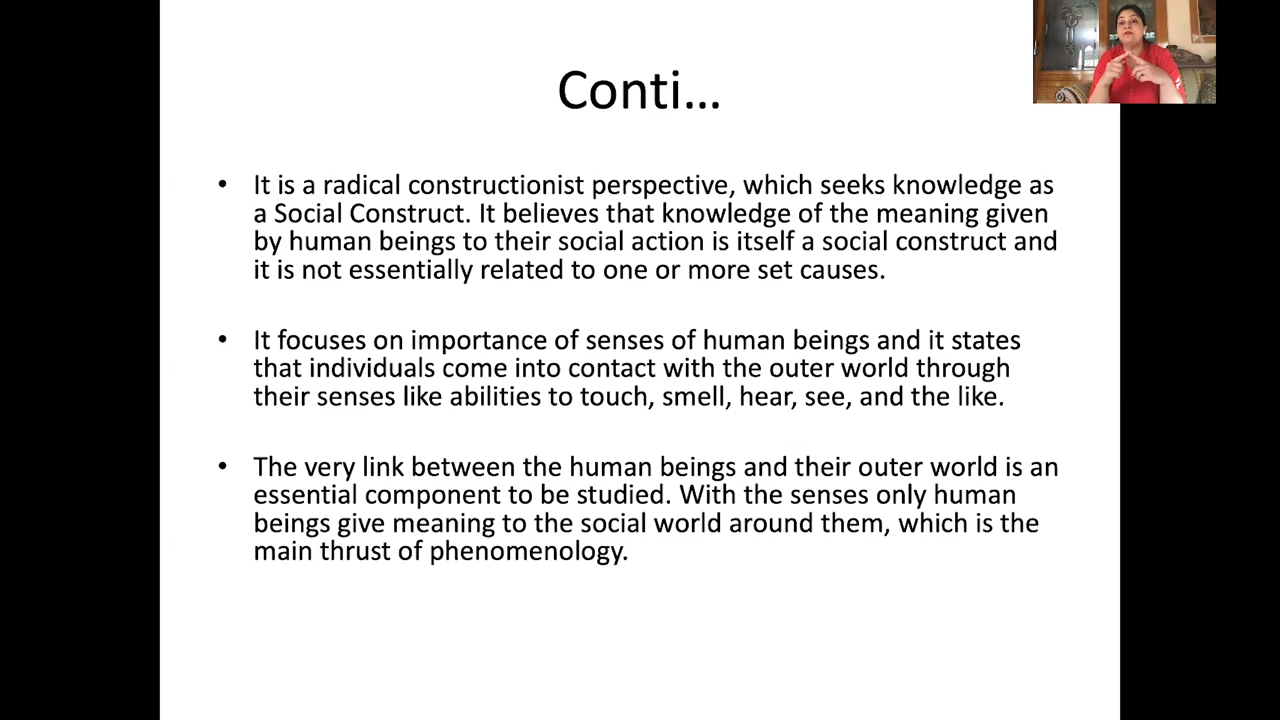 Conti...
• It is a radical constructionist perspective, which seeks knowledge as
a Social Construct. It believes that knowledge of the meaning given
by human beings to their social action is itself a social construct and
it is not essentially related to one or more set causes.
• It focuses on importance of senses of human beings and it states
that individuals come into contact with the outer world through
their senses like abilities to touch, smell, hear, see, and the like.
• The very link between the human beings and their outer world is an
essential component to be studied. With the senses only human
beings give meaning to the social world around them, which is the
main thrust of phenomenology.